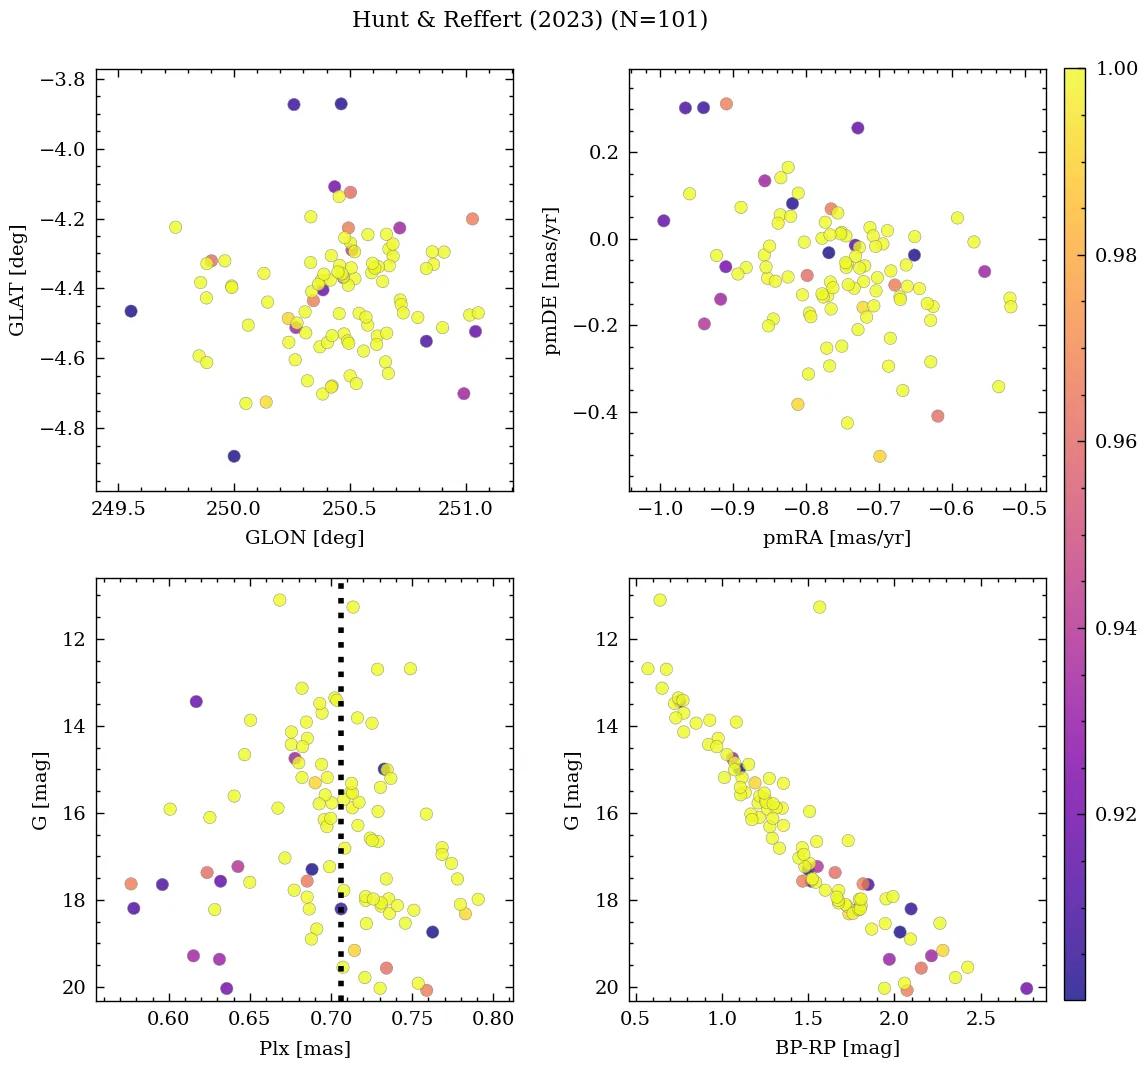 Hunt & Reffert (2023) (N=101)
−3.8
−4.0
−4.2
−4.4
−4.6
−4.8
GLAT [deg]
249.5 250.0 250.5 251.0
GLON [deg]
0.2
0.0
−0.2
−0.4
pmDE [mas/yr]
−1.0 −0.9 −0.8 −0.7 −0.6 −0.5
pmRA [mas/yr]
12
14
16
18
20
G [mag]
0.60 0.65 0.70 0.75 0.80
Plx [mas]
12
14
16
18
20
G [mag]
0.5 1.0 1.5 2.0 2.5
BP-RP [mag]
1.00
0.98
0.96
0.94
0.92